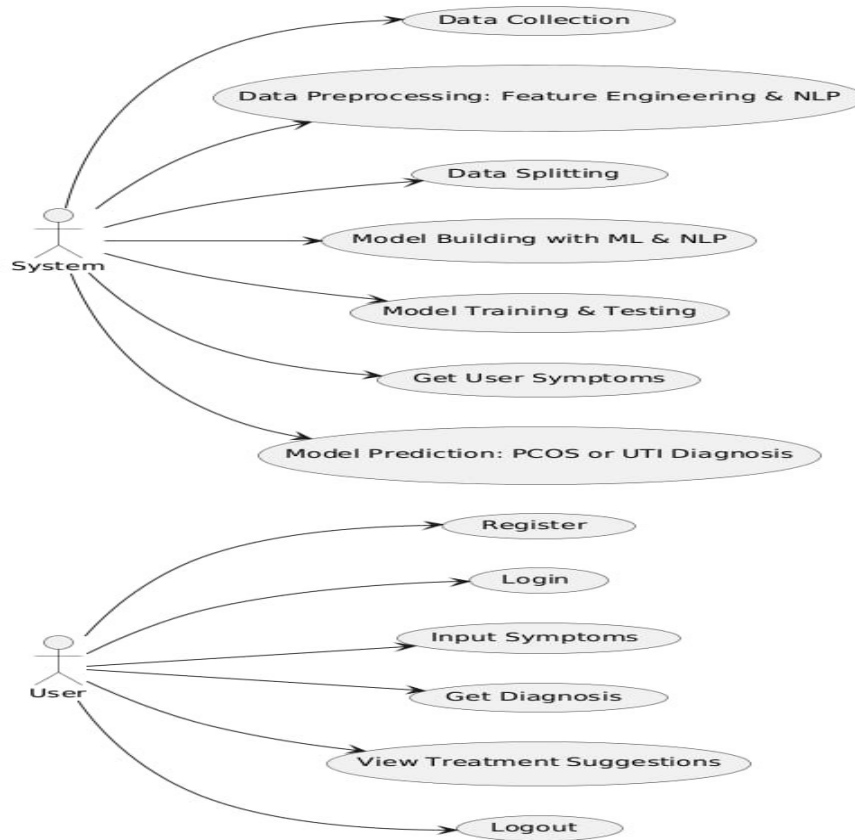 Data Collection
Data Preprocessing: Feature Engineering & NLP
Data Splitting
Model Building with ML & NLP
System
Model Training & Testing
Get User Symptoms
Model Prediction: PCOS or UTI Diagnosis
Register
Login
Input Symptoms
User
Get Diagnosis
View Treatment Suggestions
Logout